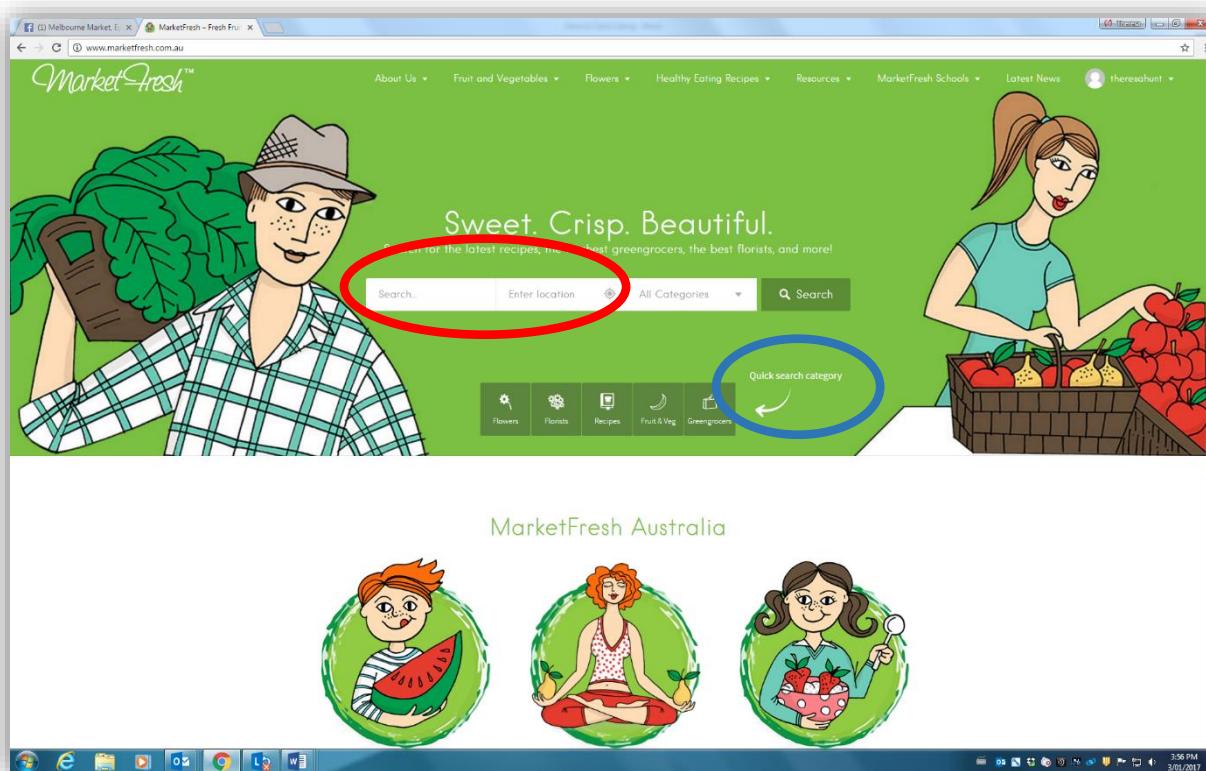 (1) Melbourne Market, E
MarketFresh – Fresh Fru
www.marketfresh.com.au
MarketFresh™
About Us Fruit and Vegetables Flowers Healthy Eating Recipes Resources MarketFresh Schools Latest News theresahunt
Sweet. Crisp. Beautiful.
Search for the latest recipes, the best greengrocers, the best florists, and more!
Search... Enter location All Categories Search
Quick search category
Flowers Florists Recipes Fruit & Veg Greengrocers
MarketFresh Australia
3:56 PM
3/01/2017